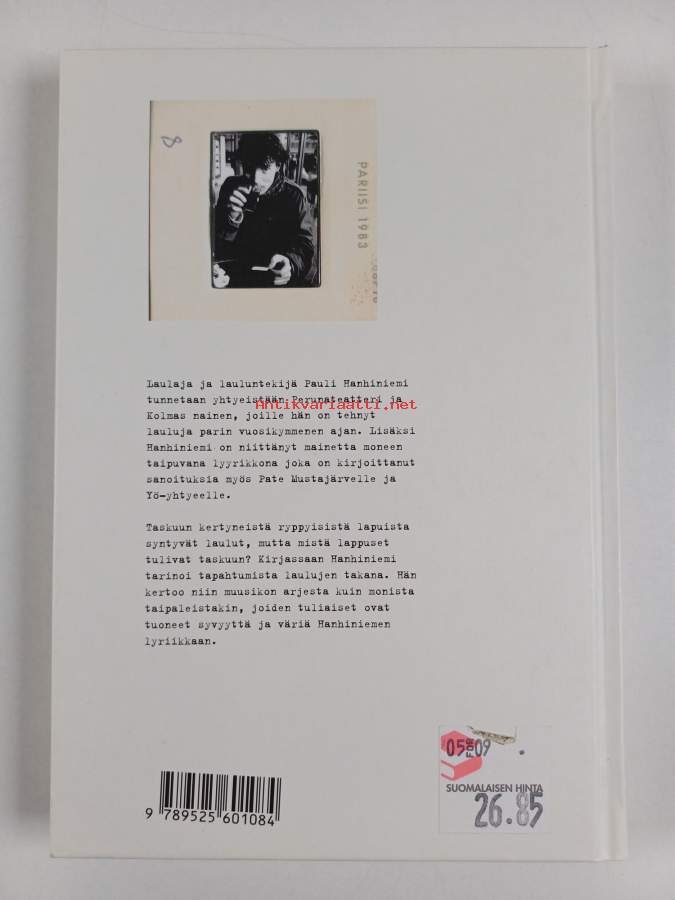 8
PARIISI 1983
Laulaja ja lauluntekijä Pauli Hanhiniemi
tunnetaan yhtyeistään Perunateatteri ja
Kolmas nainen, joille hän on tehnyt
lauluja parin vuosikymmenen ajan. Lisäksi
Hanhiniemi on niittänyt mainetta moneen
taipuvana lyyrikkona joka on kirjoittanut
sanoituksia myös Pate Mustajärvelle ja
Yö-yhtyeelle.
Antikvariaatti.net
Taskuun kertyneistä ryppyisistä lapuista
syntyvät laulut, mutta mistä lappuset
tulivat taskuun? Kirjassaan Hanhiniemi
tarinoi tapahtumista laulujen takana. Hän
kertoo niin muusikon arjesta kuin monista
taipaleistakin, joiden tuliaiset ovat
tuoneet syvyyttä ja väriä Hanhiniemen
lyriikkaan.
05 FOR 09 .
SUOMALAISEN HINTA
26.85
9 789525 601084